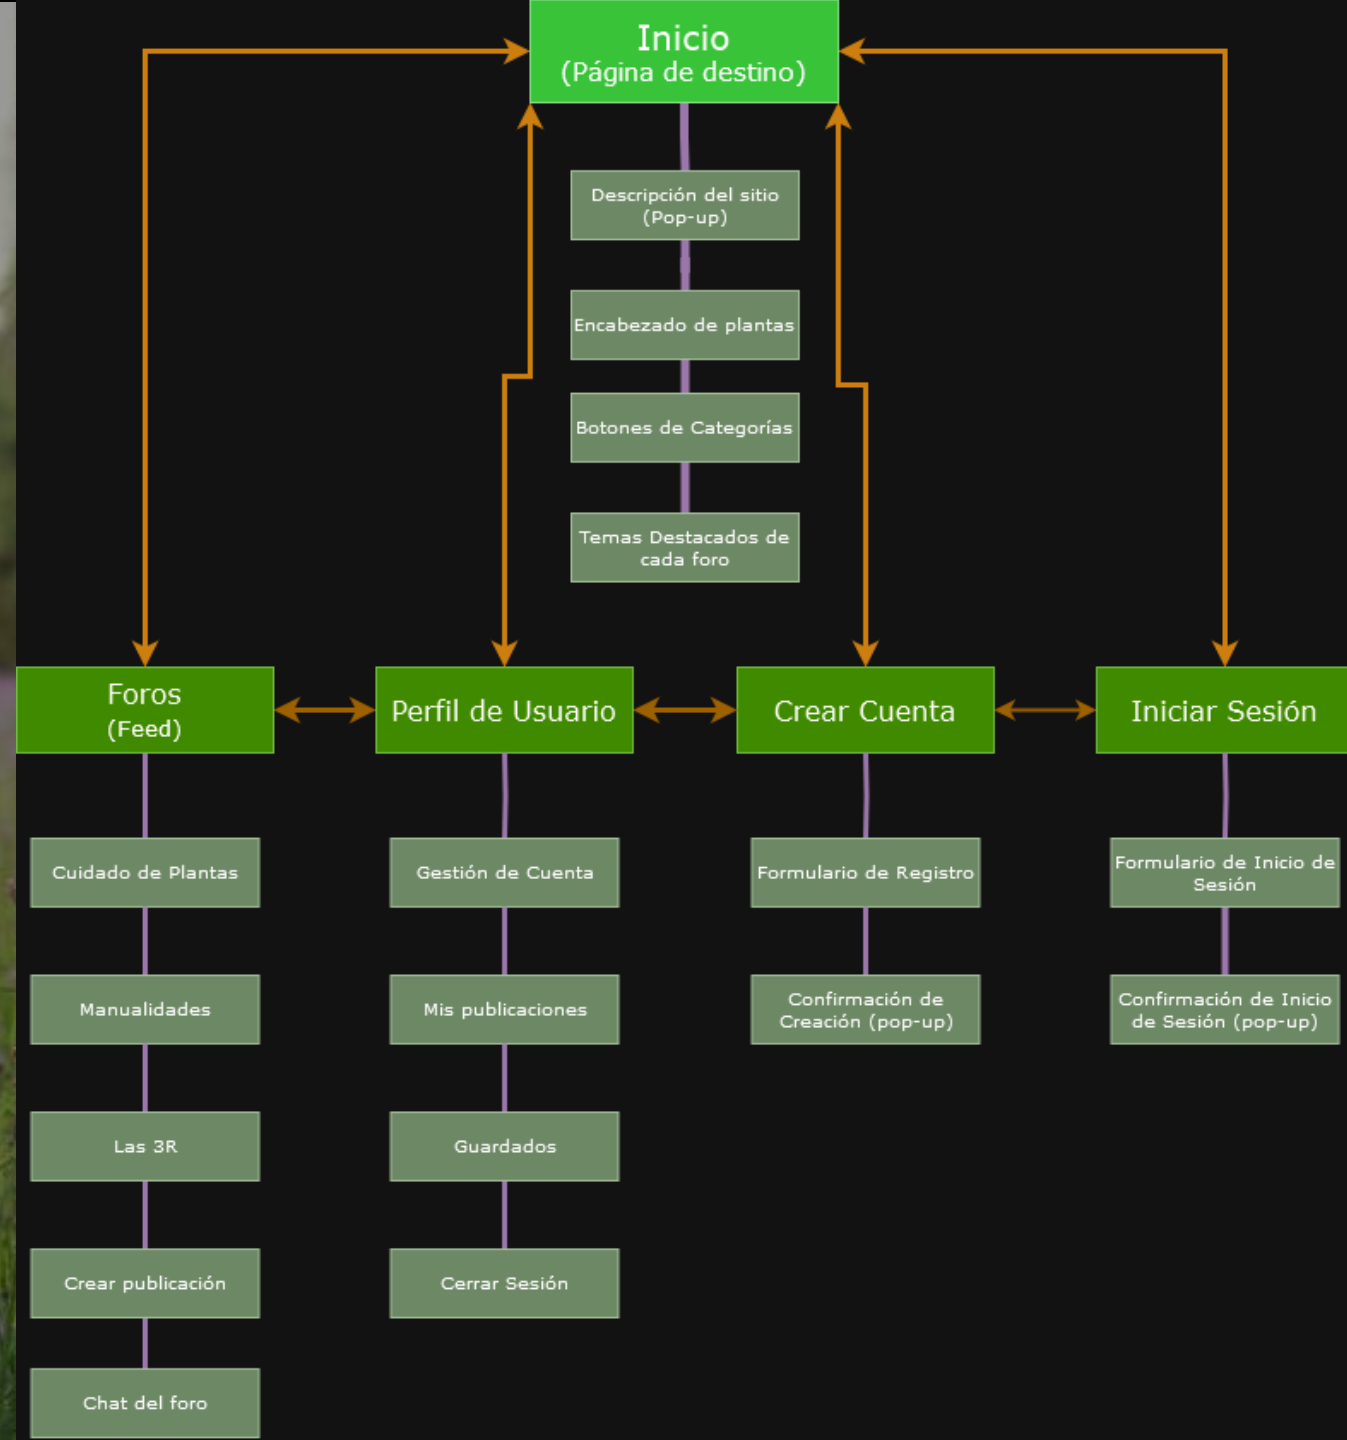 Inicio
(Página de destino)
Descripción del sitio
(Pop-up)
Encabezado de plantas
Botones de Categorías
Temas Destacados de
cada foro
Foros
(Feed)
Perfil de Usuario
Crear Cuenta
Iniciar Sesión
Cuidado de Plantas
Manualidades
Las 3R
Crear publicación
Chat del foro
Gestión de Cuenta
Mis publicaciones
Guardados
Cerrar Sesión
Formulario de Registro
Confirmación de
Creación (pop-up)
Formulario de Inicio de
Sesión
Confirmación de Inicio
de Sesión (pop-up)